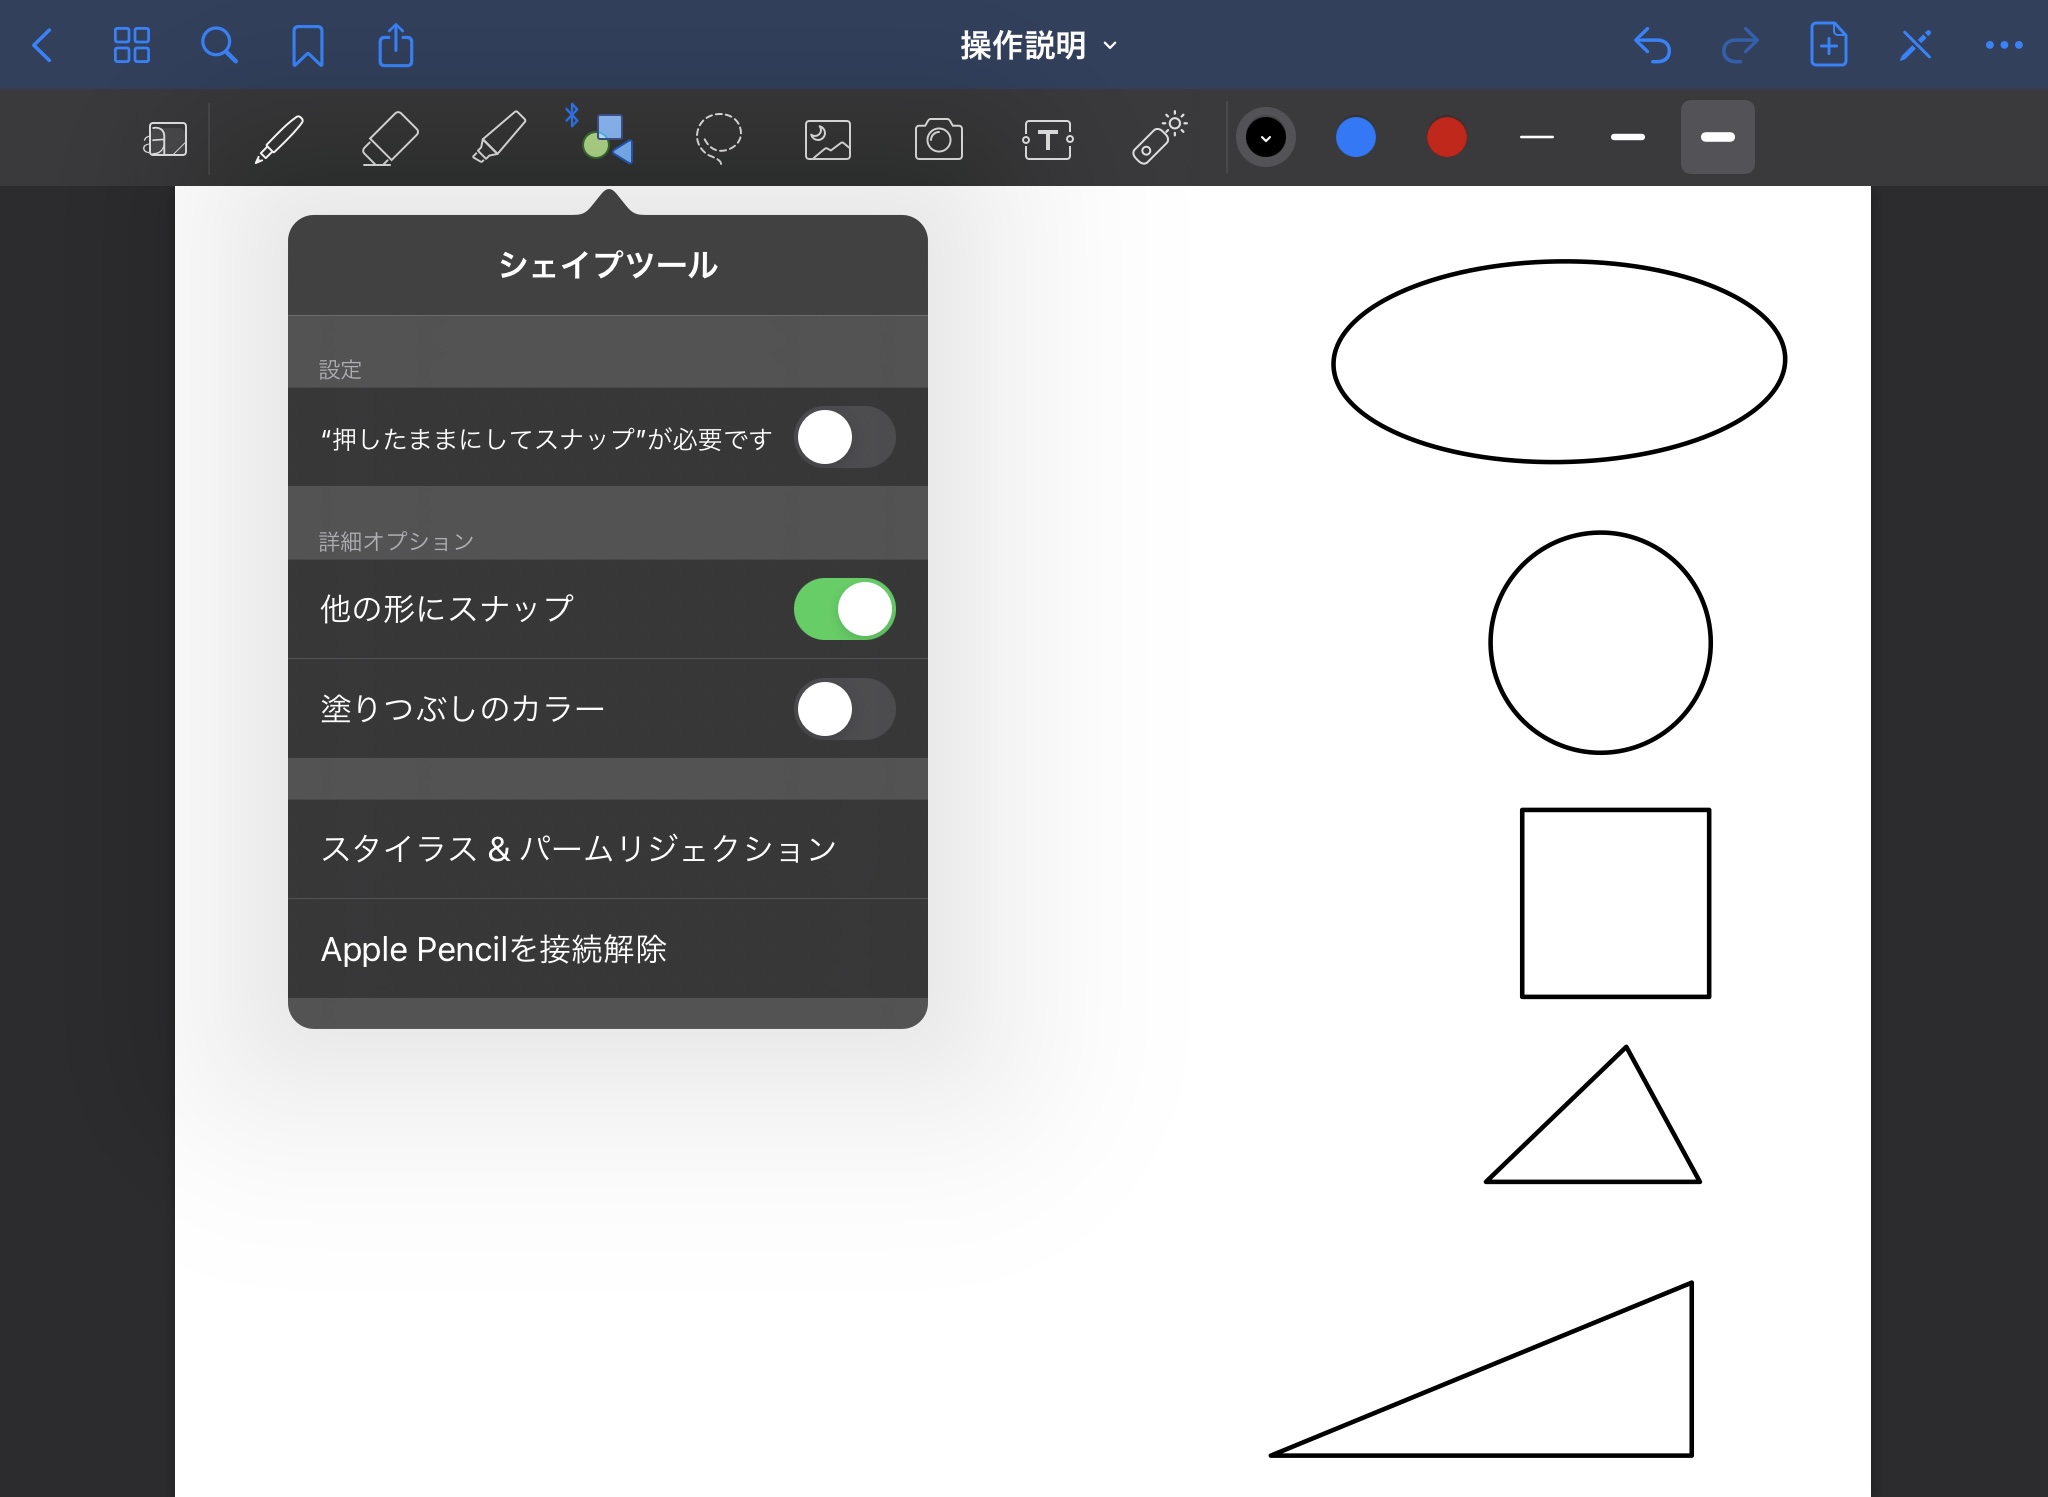 操作説明
シェイプツール
設定
“押したままにしてスナップ”が必要です
詳細オプション
他の形にスナップ
塗りつぶしのカラー
スタイラス & パームリジェクション
Apple Pencilを接続解除